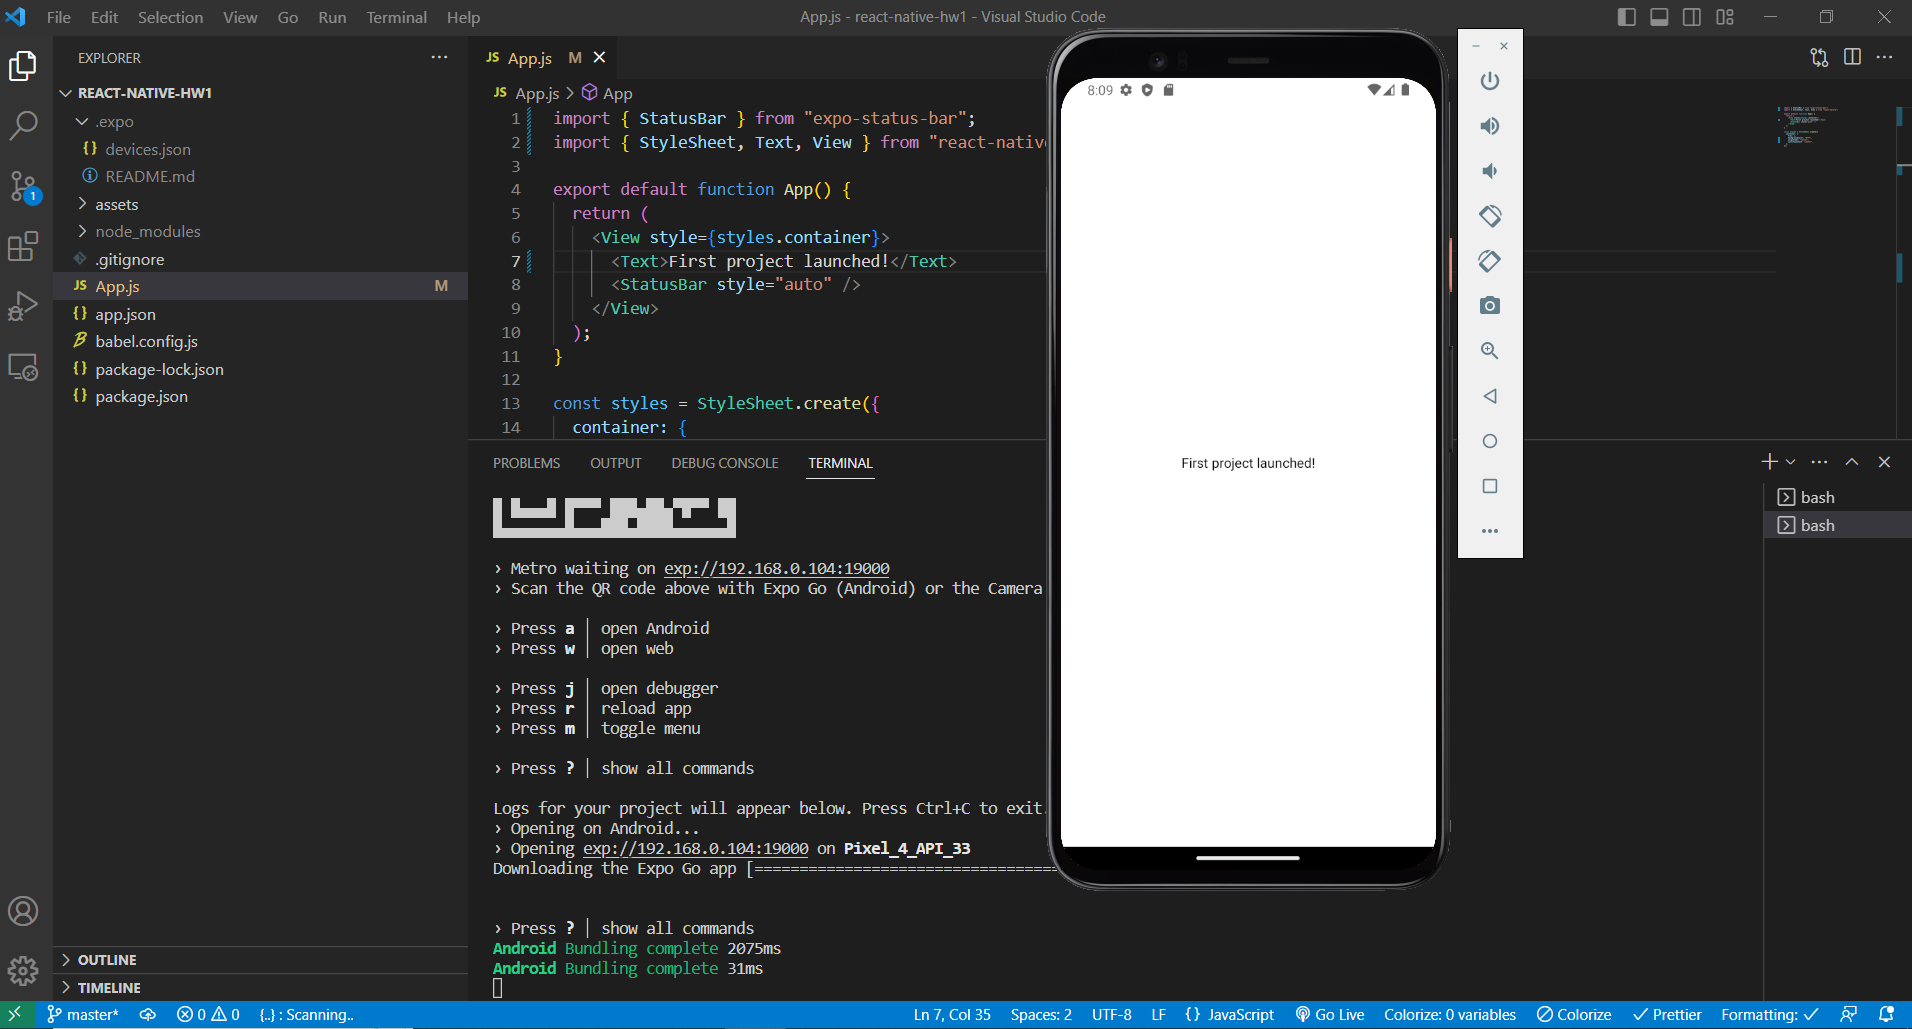 File Edit Selection View Go Run Terminal Help
App.js - react-native-hw1 - Visual Studio Code
EXPLORER
REACT-NATIVE-HW1
.expo
{} devices.json
README.md
assets
node_modules
.gitignore
JS App.js M
{} app.json
babel.config.js
{} package-lock.json
{} package.json
OUTLINE
TIMELINE
1
JS App.js M
JS App.js > App
1 import { StatusBar } from "expo-status-bar";
2 import { StyleSheet, Text, View } from "react-native
3
4 export default function App() {
5 return (
6 <View style={styles.container}>
7 <Text>First project launched!</Text>
8 <StatusBar style="auto" />
9 </View>
10 );
11 }
12
13 const styles = StyleSheet.create({
14 container: {
PROBLEMS OUTPUT DEBUG CONSOLE TERMINAL
› Metro waiting on exp://192.168.0.104:19000
› Scan the QR code above with Expo Go (Android) or the Camera
› Press a │ open Android
› Press w │ open web
› Press j │ open debugger
› Press r │ reload app
› Press m │ toggle menu
› Press ? │ show all commands
Logs for your project will appear below. Press Ctrl+C to exit.
› Opening on Android...
› Opening exp://192.168.0.104:19000 on Pixel_4_API_33
Downloading the Expo Go app [==================================
› Press ? │ show all commands
Android Bundling complete 2075ms
Android Bundling complete 31ms
8:09
First project launched!
bash
bash
master* 0 0 {..} : Scanning..
Ln 7, Col 35 Spaces: 2 UTF-8 LF {} JavaScript Go Live Colorize: 0 variables Colorize Prettier Formatting: